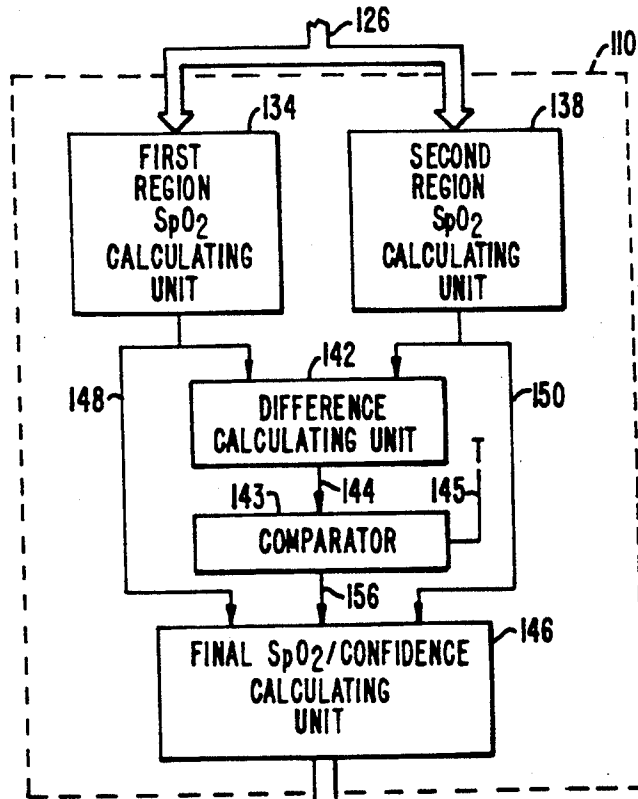 126
110
134
138
FIRST
REGION
SpO2
CALCULATING
UNIT
SECOND
REGION
SpO2
CALCULATING
UNIT
142
148
150
DIFFERENCE
CALCULATING UNIT
T
144
145
143
COMPARATOR
156
146
FINAL SpO2/CONFIDENCE
CALCULATING
UNIT